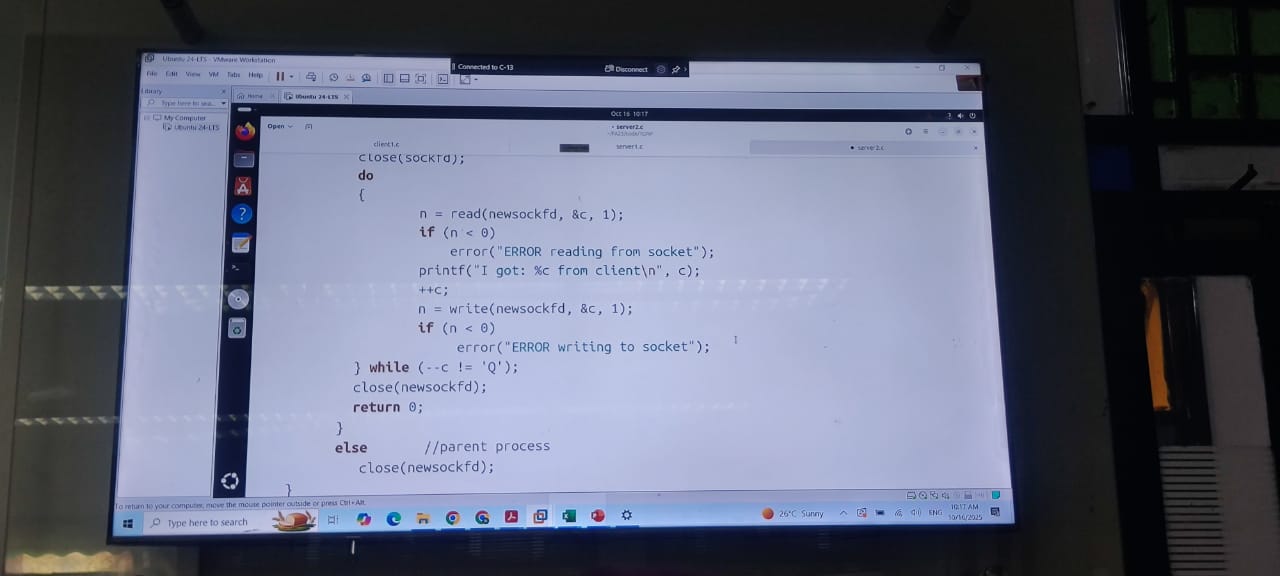 Ubuntu 24-LTS - VMware Workstation
File Edit View VM Tabs Help
Connected to C-13
Disconnect
Library
Type here to sea...
My Computer
Ubuntu 24-LTS
Home
Ubuntu 24-LTS
Oct 16 10:17
Open
server2.c
client1.c
server1.c
server2.c
close(sockfd);
do
{
n = read(newsockfd, &c, 1);
if (n < 0)
error("ERROR reading from socket");
printf("I got: %c from client\n", c);
++c;
n = write(newsockfd, &c, 1);
if (n < 0)
error("ERROR writing to socket");
} while (--c != 'Q');
close(newsockfd);
return 0;
}
else //parent process
close(newsockfd);
}
To return to your computer, move the mouse pointer outside or press Ctrl+Alt.
Type here to search
26°C Sunny
ENG
10:17 AM
10/16/2025